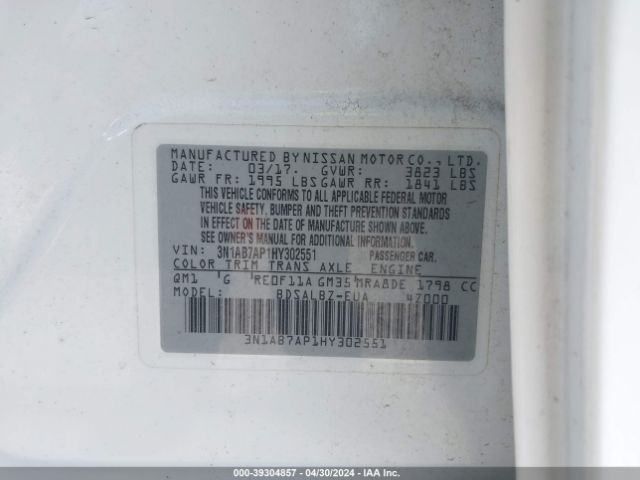 MANUFACTURED BY NISSAN MOTOR CO., LTD.
DATE: 03/17. GVWR: 3823 LBS
GAWR FR: 1995 LBS GAWR RR: 1841 LBS
THIS VEHICLE CONFORMS TO ALL APPLICABLE FEDERAL MOTOR
VEHICLE SAFETY, BUMPER AND THEFT PREVENTION STANDARDS
IN EFFECT ON THE DATE OF MANUFACTURE SHOWN ABOVE.
SEE OWNER'S MANUAL FOR ADDITIONAL INFORMATION.
VIN: 3N1AB7AP1HY302551 PASSENGER CAR.
COLOR TRIM TRANS AXLE ENGINE
QM1 G RE0F11A GM35 MRA8DE 1798 CC
MODEL: BDSALBZ-EUA 47000
3N1AB7AP1HY302551
000-39304857 / 04/30/2024 - IAA Inc.